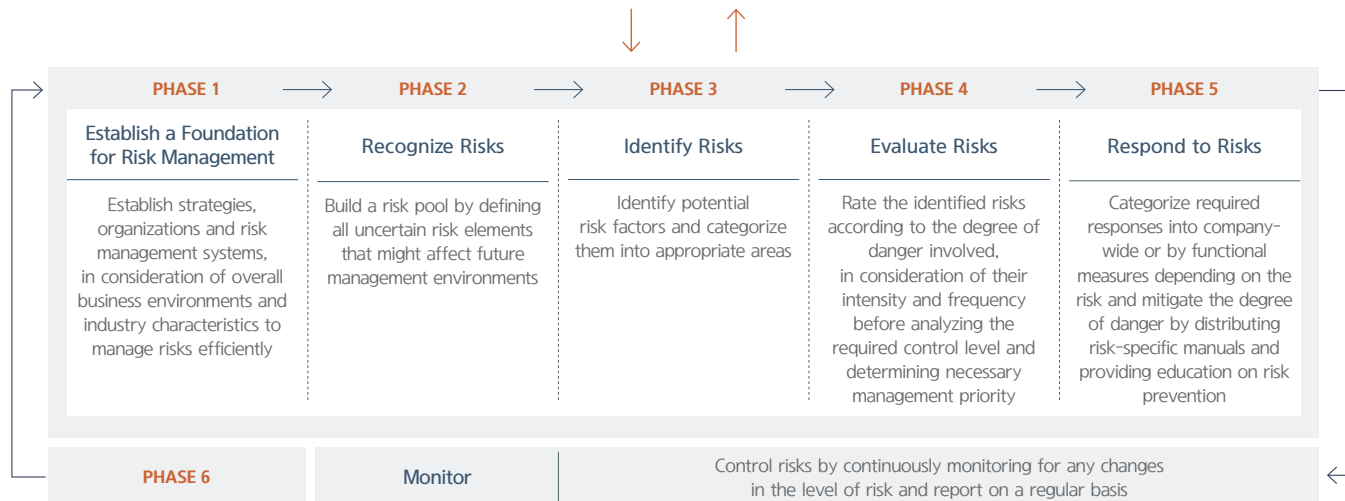 PHASE 1
PHASE 2
PHASE 3
PHASE 4
PHASE 5
Establish a Foundation
for Risk Management
Establish strategies,
organizations and risk
management systems,
in consideration of overall
business environments and
industry characteristics to
manage risks efficiently
Recognize Risks
Build a risk pool by defining
all uncertain risk elements
that might affect future
management environments
Identify Risks
Identify potential
risk factors and categorize
them into appropriate areas
Evaluate Risks
Rate the identified risks
according to the degree of
danger involved,
in consideration of their
intensity and frequency
before analyzing the
required control level and
determining necessary
management priority
Respond to Risks
Categorize required
responses into company-
wide or by functional
measures depending on the
risk and mitigate the degree
of danger by distributing
risk-specific manuals and
providing education on risk
prevention
PHASE 6
Monitor
Control risks by continuously monitoring for any changes
in the level of risk and report on a regular basis